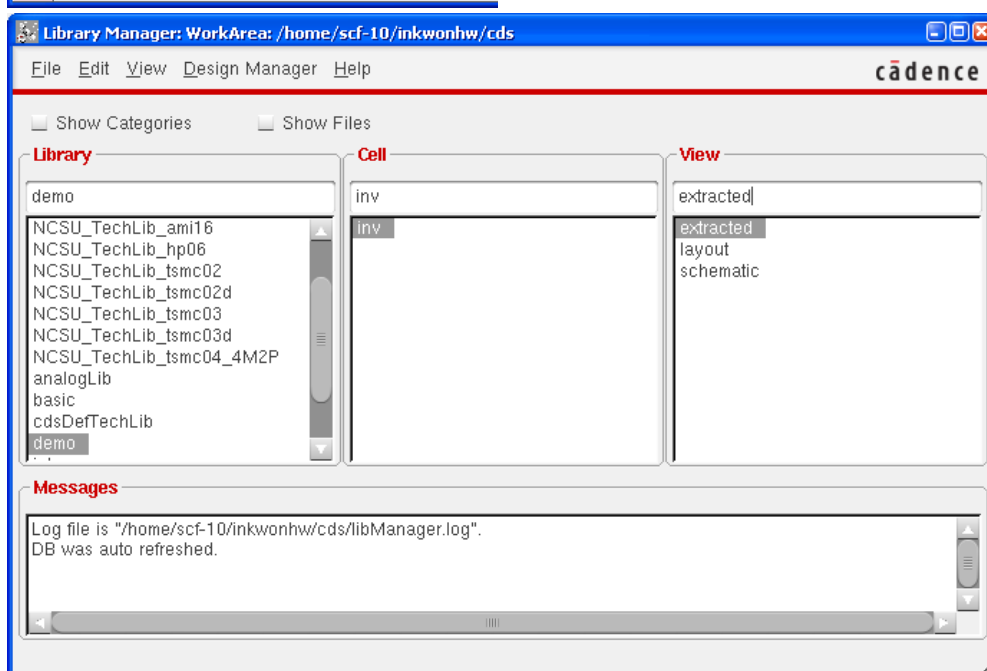 Library Manager: WorkArea: /home/scf-10/inkwonhw/cds
File Edit View Design Manager Help
cādence
Show Categories Show Files
Library
demo
NCSU_TechLib_ami16
NCSU_TechLib_hp06
NCSU_TechLib_tsmc02
NCSU_TechLib_tsmc02d
NCSU_TechLib_tsmc03
NCSU_TechLib_tsmc03d
NCSU_TechLib_tsmc04_4M2P
analogLib
basic
cdsDefTechLib
demo
Cell
inv
inv
View
extracted
extracted
layout
schematic
Messages
Log file is "/home/scf-10/inkwonhw/cds/libManager.log".
DB was auto refreshed.